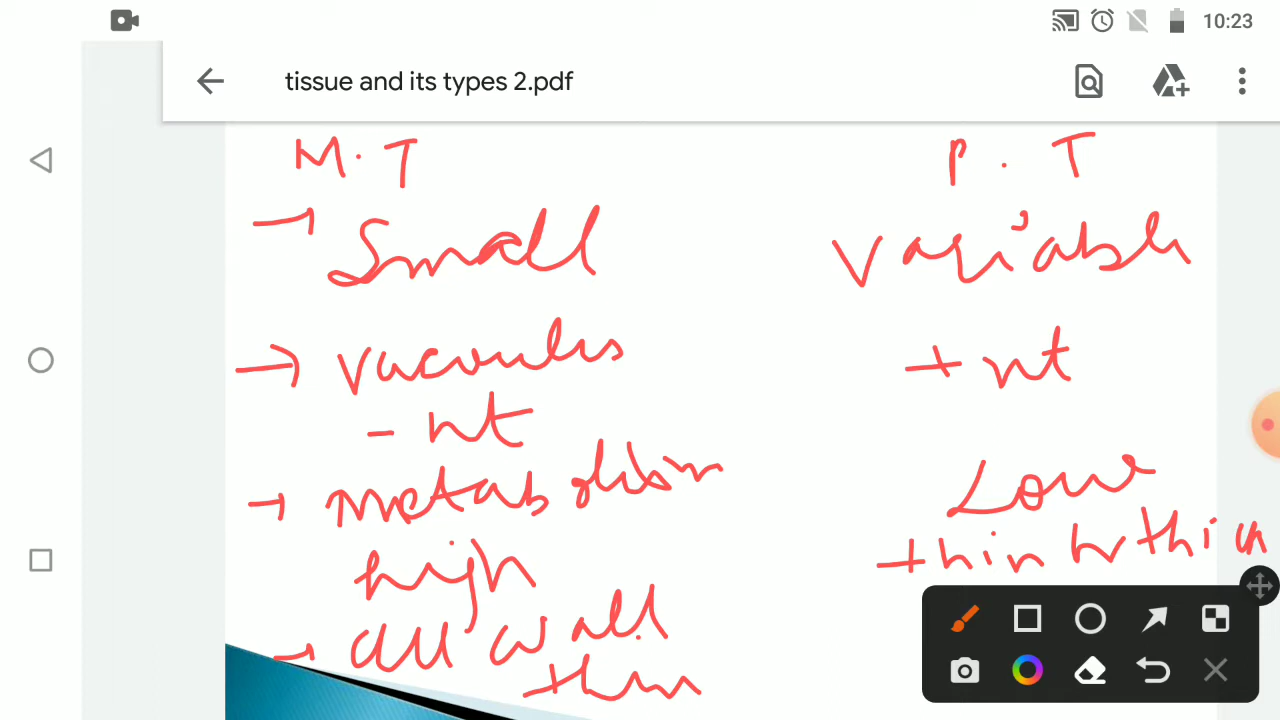 10:23
tissue and its types 2.pdf
M.T P.T
→ Small variable
→ vacuoles + nt
- nt
→ metabolism Low
high thin to thick
→ cell wall
thin